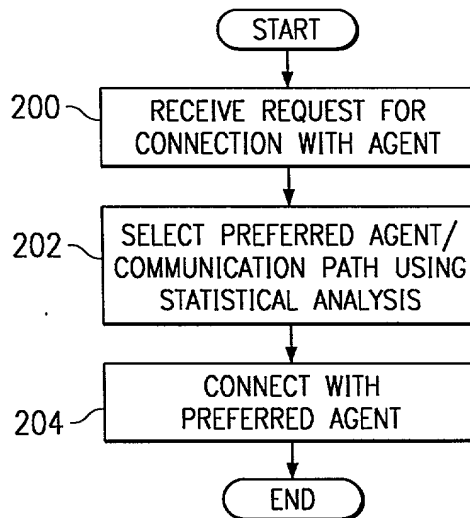 START
200
RECEIVE REQUEST FOR
CONNECTION WITH AGENT
202
SELECT PREFERRED AGENT/
COMMUNICATION PATH USING
STATISTICAL ANALYSIS
204
CONNECT WITH
PREFERRED AGENT
END